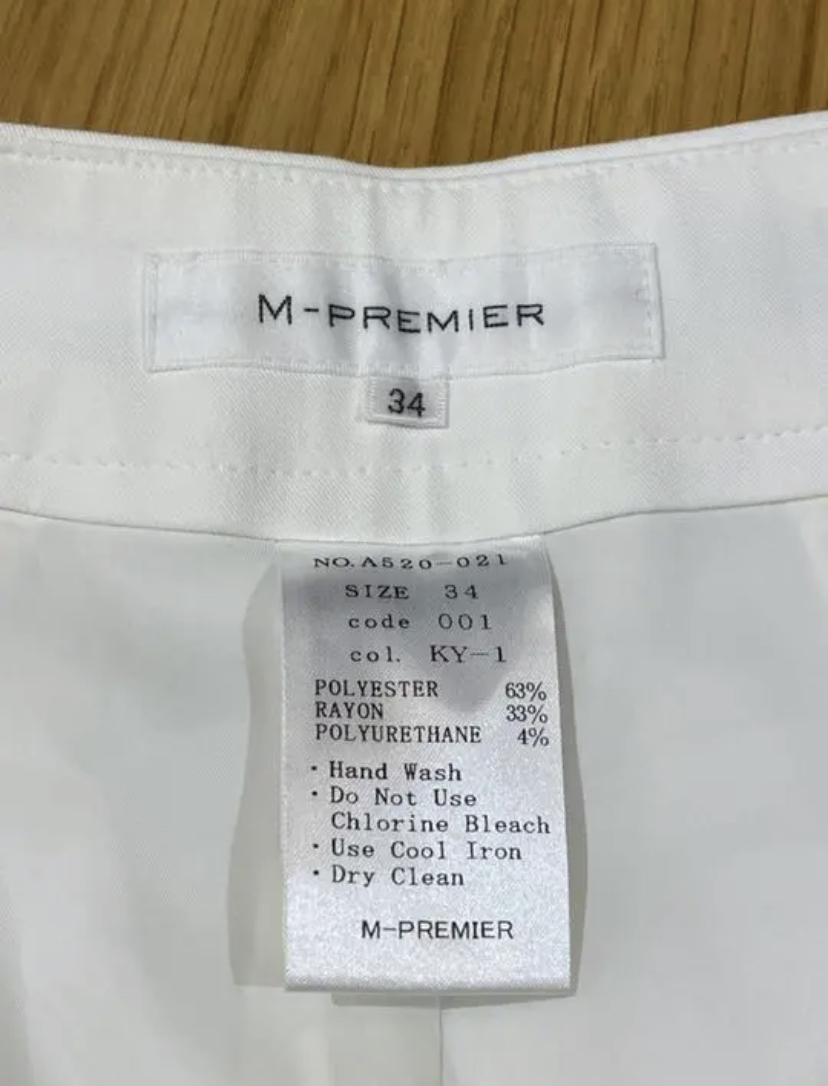 M-PREMIER
34
NO. A520-021
SIZE 34
code 001
col. KY-1
POLYESTER 63%
RAYON 33%
POLYURETHANE 4%
・Hand Wash
・Do Not Use
Chlorine Bleach
・Use Cool Iron
・Dry Clean
M-PREMIER